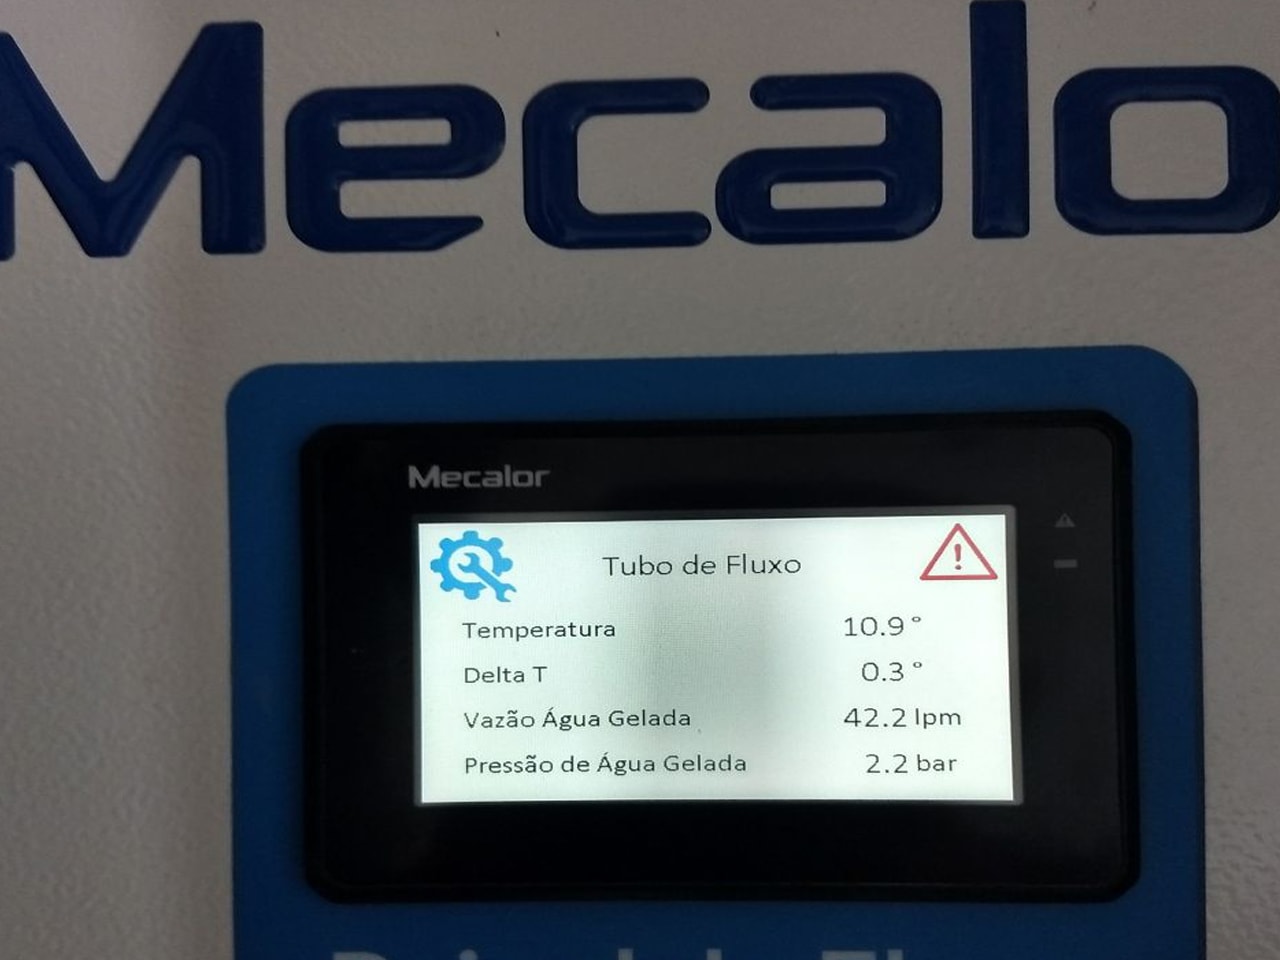 Mecalo
Mecalor
Tubo de Fluxo
Temperatura 10.9 °
Delta T 0.3 °
Vazão Água Gelada 42.2 lpm
Pressão de Água Gelada 2.2 bar